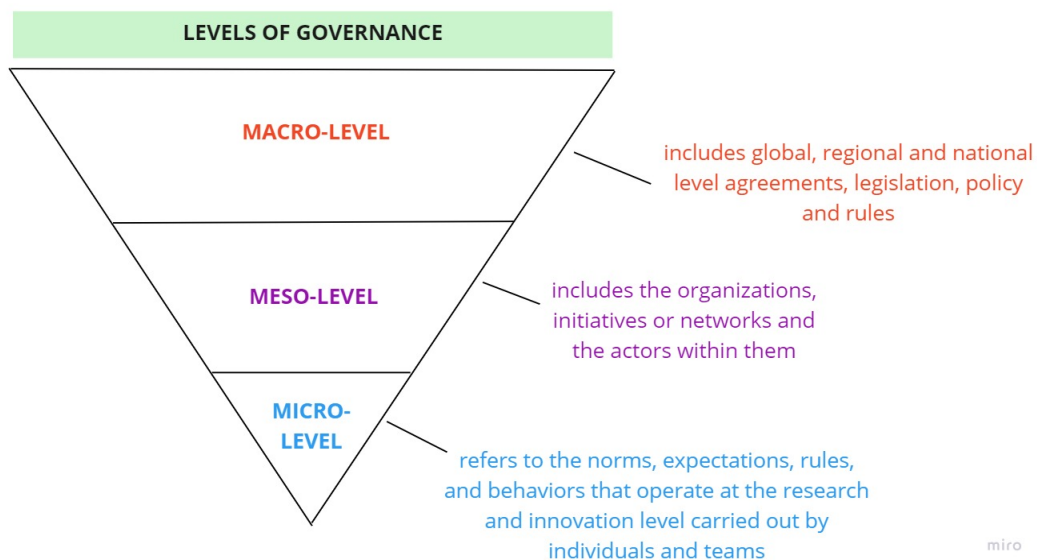 LEVELS OF GOVERNANCE
MACRO-LEVEL
includes global, regional and national
level agreements, legislation, policy
and rules
MESO-LEVEL
includes the organizations,
initiatives or networks and
the actors within them
MICRO-
LEVEL
refers to the norms, expectations, rules,
and behaviors that operate at the research
and innovation level carried out by
individuals and teams
miro